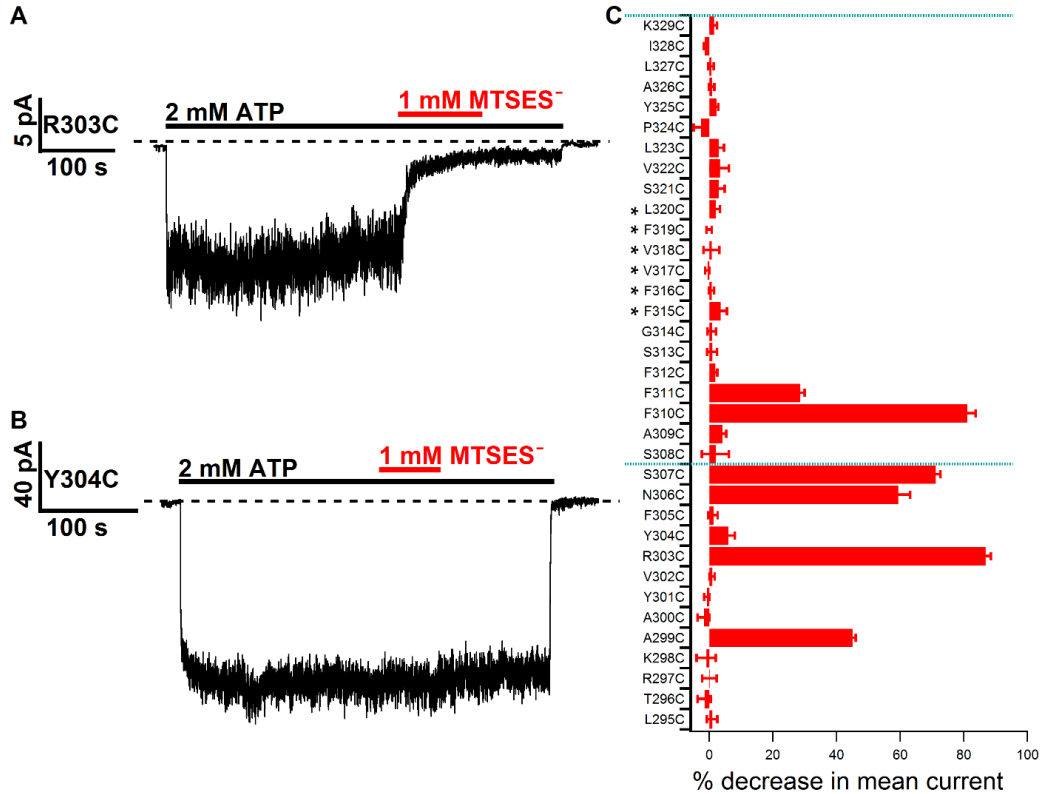 A
5 pA
R303C
100 s
2 mM ATP
1 mM MTSES⁻
B
40 pA
Y304C
100 s
2 mM ATP
1 mM MTSES⁻
C
K329C
I328C
L327C
A326C
Y325C
P324C
L323C
V322C
S321C
* L320C
* F319C
* V318C
* V317C
* F316C
* F315C
G314C
S313C
F312C
F311C
F310C
A309C
S308C
S307C
N306C
F305C
Y304C
R303C
V302C
Y301C
A300C
A299C
K298C
R297C
T296C
L295C
0 20 40 60 80 100
% decrease in mean current